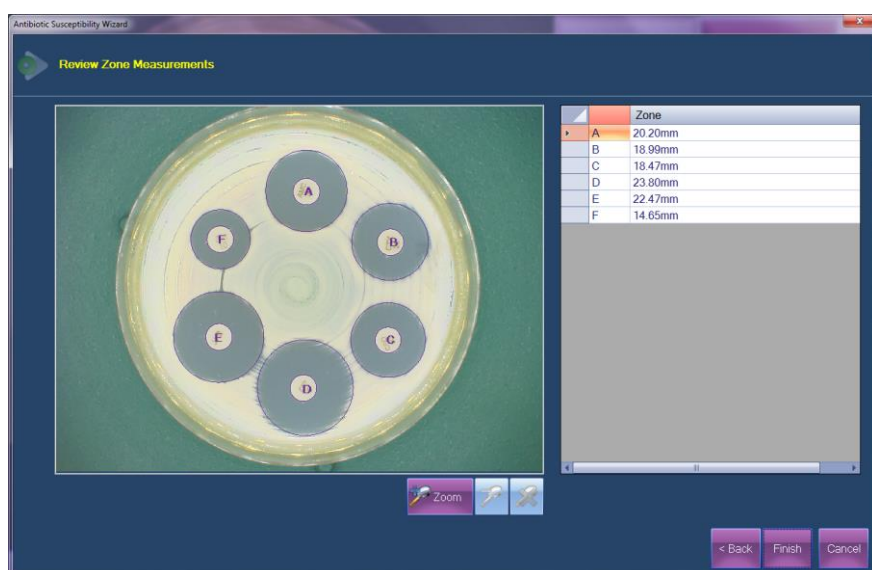 Antibiotic Susceptibility Wizard
Review Zone Measurements
Zone
A 20.20mm
B 18.99mm
C 18.47mm
D 23.80mm
E 22.47mm
F 14.65mm
A
F
B
E
C
D
Zoom
< Back Finish Cancel